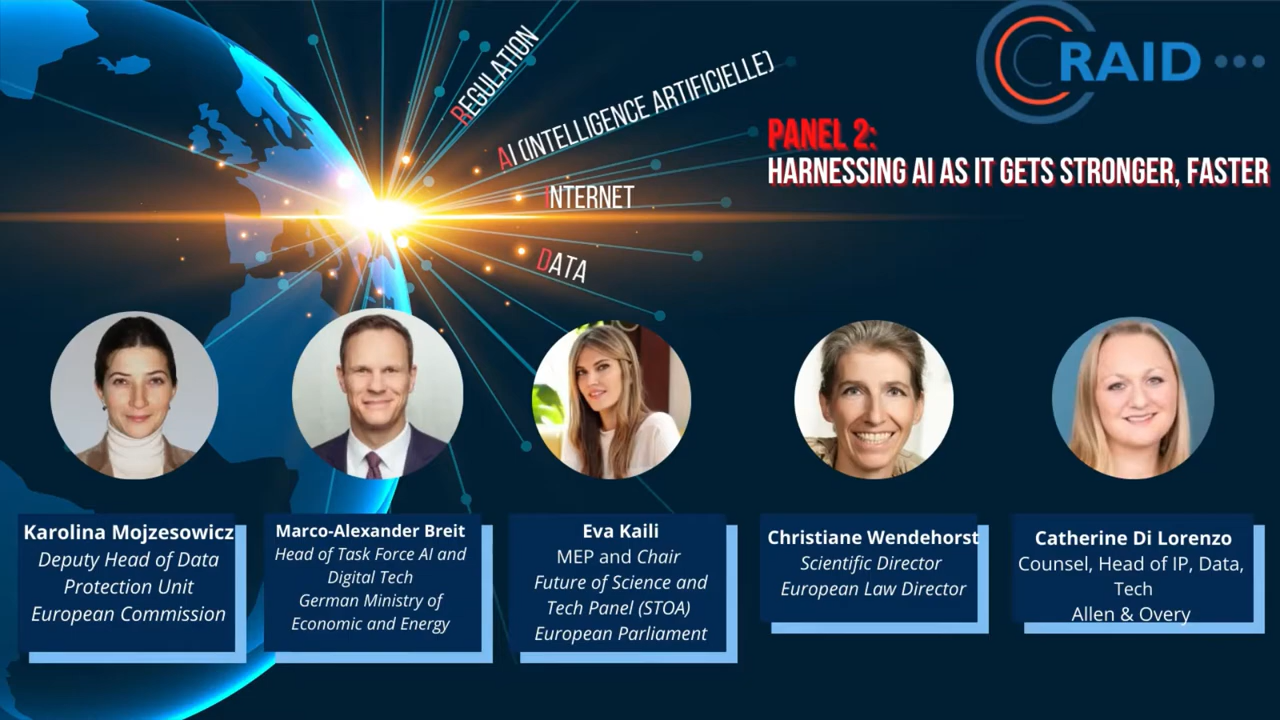 RAID
REGULATION
AI (INTELLIGENCE ARTIFICIELLE)
INTERNET
DATA
PANEL 2:
HARNESSING AI AS IT GETS STRONGER, FASTER
Karolina Mojzesowicz
Deputy Head of Data
Protection Unit
European Commission
Marco-Alexander Breit
Head of Task Force AI and
Digital Tech
German Ministry of
Economic and Energy
Eva Kaili
MEP and Chair
Future of Science and
Tech Panel (STOA)
European Parliament
Christiane Wendehorst
Scientific Director
European Law Director
Catherine Di Lorenzo
Counsel, Head of IP, Data,
Tech
Allen & Overy